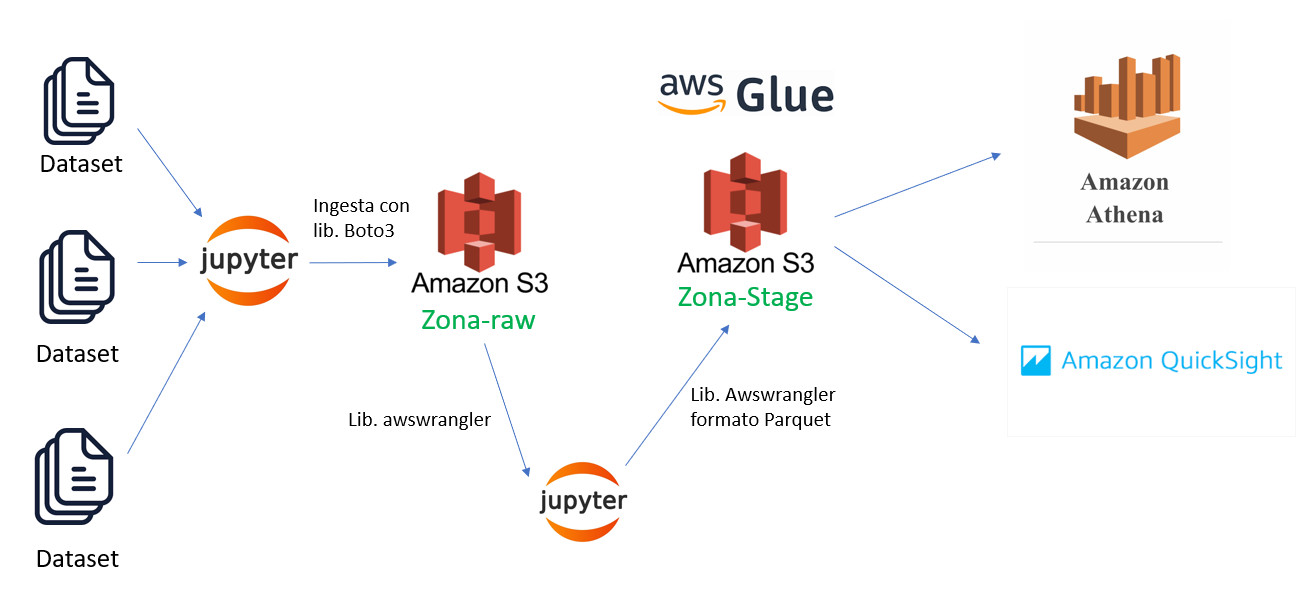 Dataset
Dataset
Dataset
jupyter
Ingesta con
lib. Boto3
Amazon S3
Zona-raw
Lib. awswrangler
jupyter
Lib. Awswrangler
formato Parquet
aws Glue
Amazon S3
Zona-Stage
Amazon
Athena
Amazon QuickSight